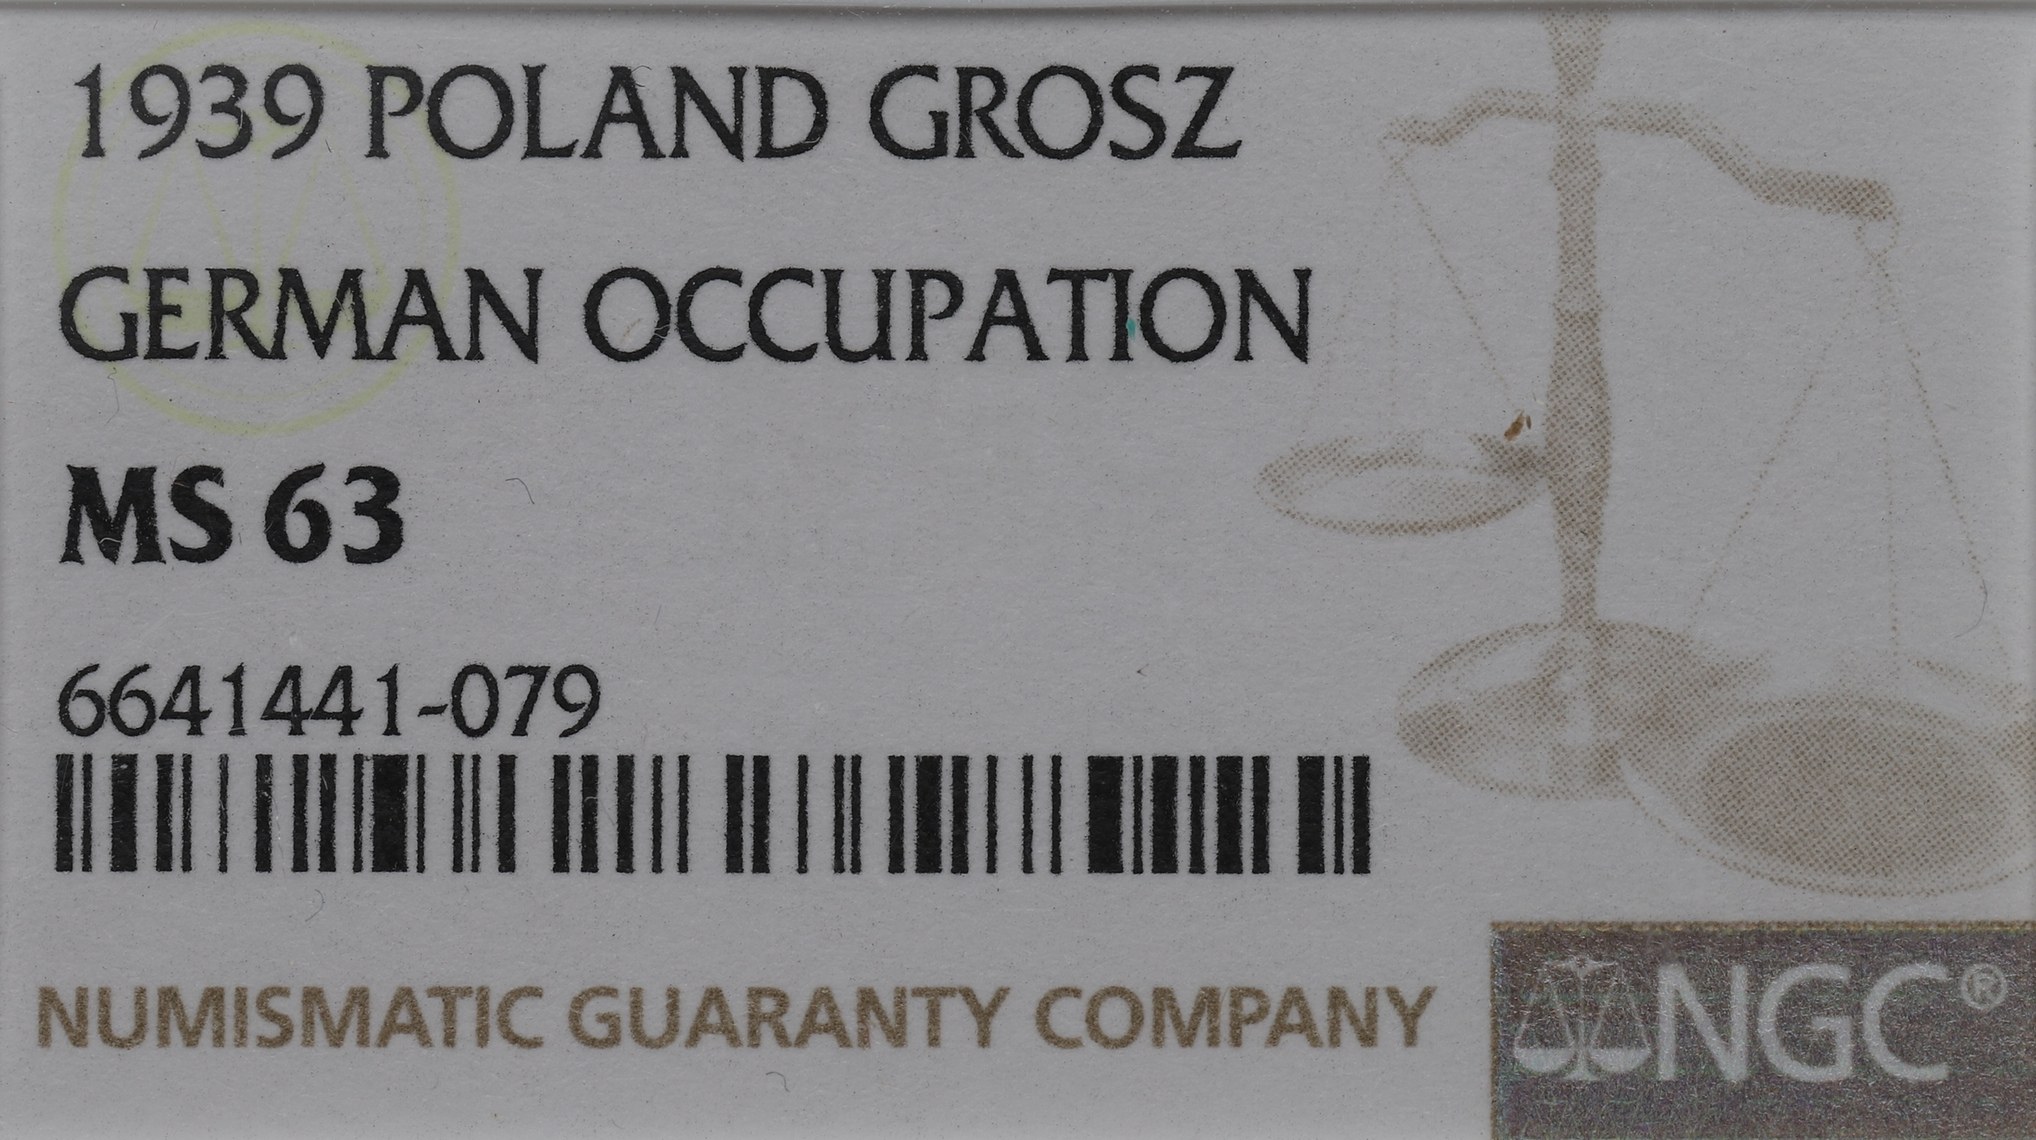 1939 POLAND GROSZ
GERMAN OCCUPATION
MS 63
6641441-079
NUMISMATIC GUARANTY COMPANY
NGC®